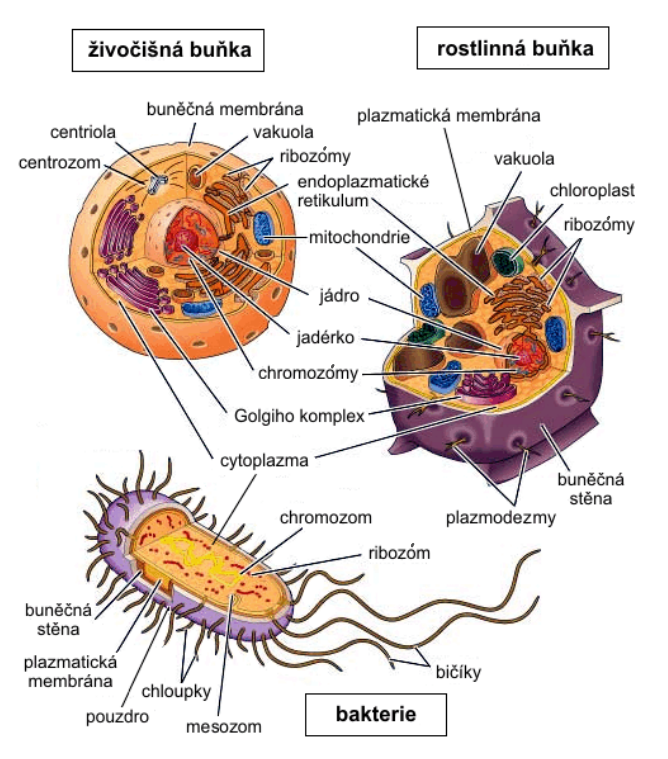 živočišná buňka
rostlinná buňka
buněčná membrána
plazmatická membrána
centriola
vakuola
centrozom
ribozómy
vakuola
endoplazmatické
retikulum
chloroplast
ribozómy
mitochondrie
jádro
jadérko
chromozómy
Golgiho komplex
cytoplazma
buněčná
stěna
plazmodezmy
chromozom
ribozóm
buněčná
stěna
plazmatická
membrána
chloupky
bičíky
pouzdro
mesozom
bakterie